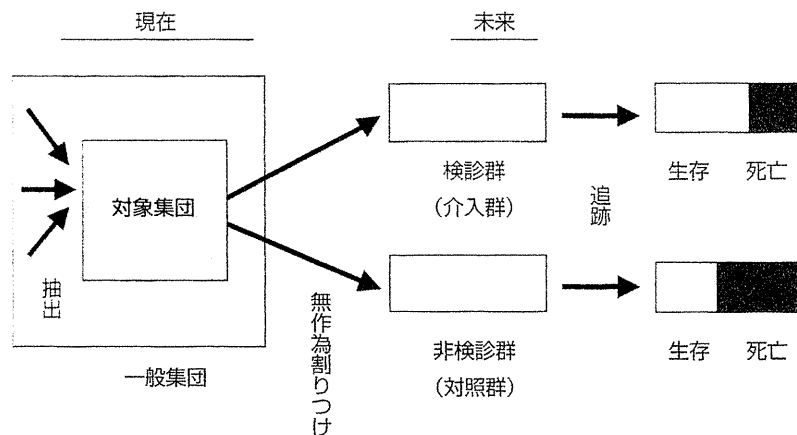 現在
未来
対象集団
抽出
一般集団
無作為割りつけ
検診群
（介入群）
非検診群
（対照群）
追跡
生存
死亡
生存
死亡